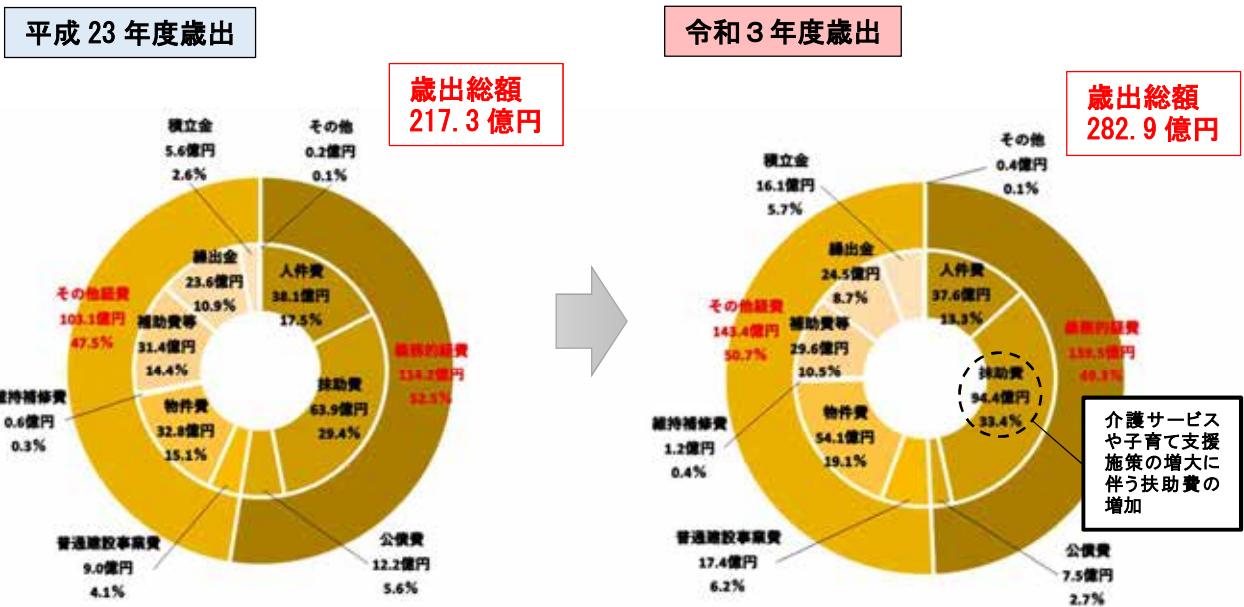 平成 23 年度歳出
歳出総額
217.3 億円
積立金
5.6億円
2.6%
その他
0.2億円
0.1%
繰出金
23.6億円
10.9%
人件費
38.1億円
17.5%
その他経費
103.1億円
47.5%
補助費等
31.4億円
14.4%
義務的経費
114.2億円
52.5%
扶助費
63.9億円
29.4%
維持補修費
0.6億円
0.3%
物件費
32.8億円
15.1%
普通建設事業費
9.0億円
4.1%
公債費
12.2億円
5.6%
令和３年度歳出
歳出総額
282.9 億円
積立金
16.1億円
5.7%
その他
0.4億円
0.1%
繰出金
24.5億円
8.7%
人件費
37.6億円
13.3%
その他経費
143.4億円
50.7%
補助費等
29.6億円
10.5%
義務的経費
139.5億円
49.3%
扶助費
94.4億円
33.4%
維持補修費
1.2億円
0.4%
物件費
54.1億円
19.1%
普通建設事業費
17.4億円
6.2%
公債費
7.5億円
2.7%
介護サービス
や子育て支援
施策の増大に
伴う扶助費の
増加